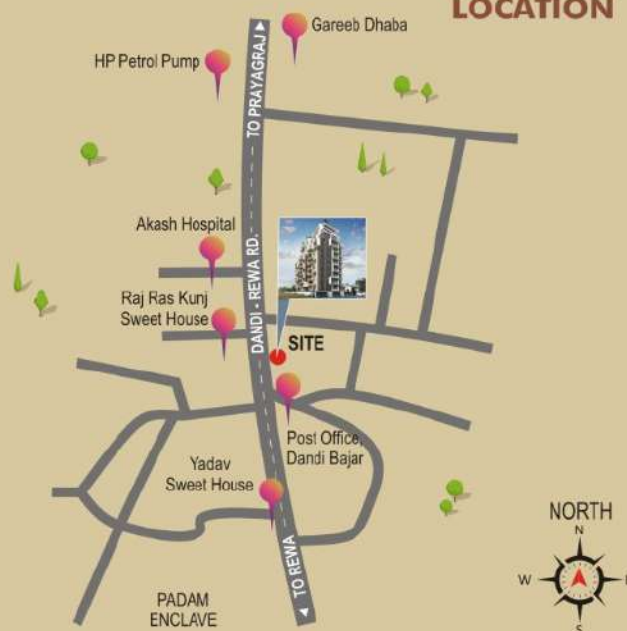 LOCATION
Gareeb Dhaba
HP Petrol Pump
TO PRAYAGRAJ
Akash Hospital
DANDI - REWA RD.
Raj Ras Kunj
Sweet House
SITE
Post Office,
Dandi Bajar
Yadav
Sweet House
TO REWA
PADAM
ENCLAVE
NORTH
N
W
S